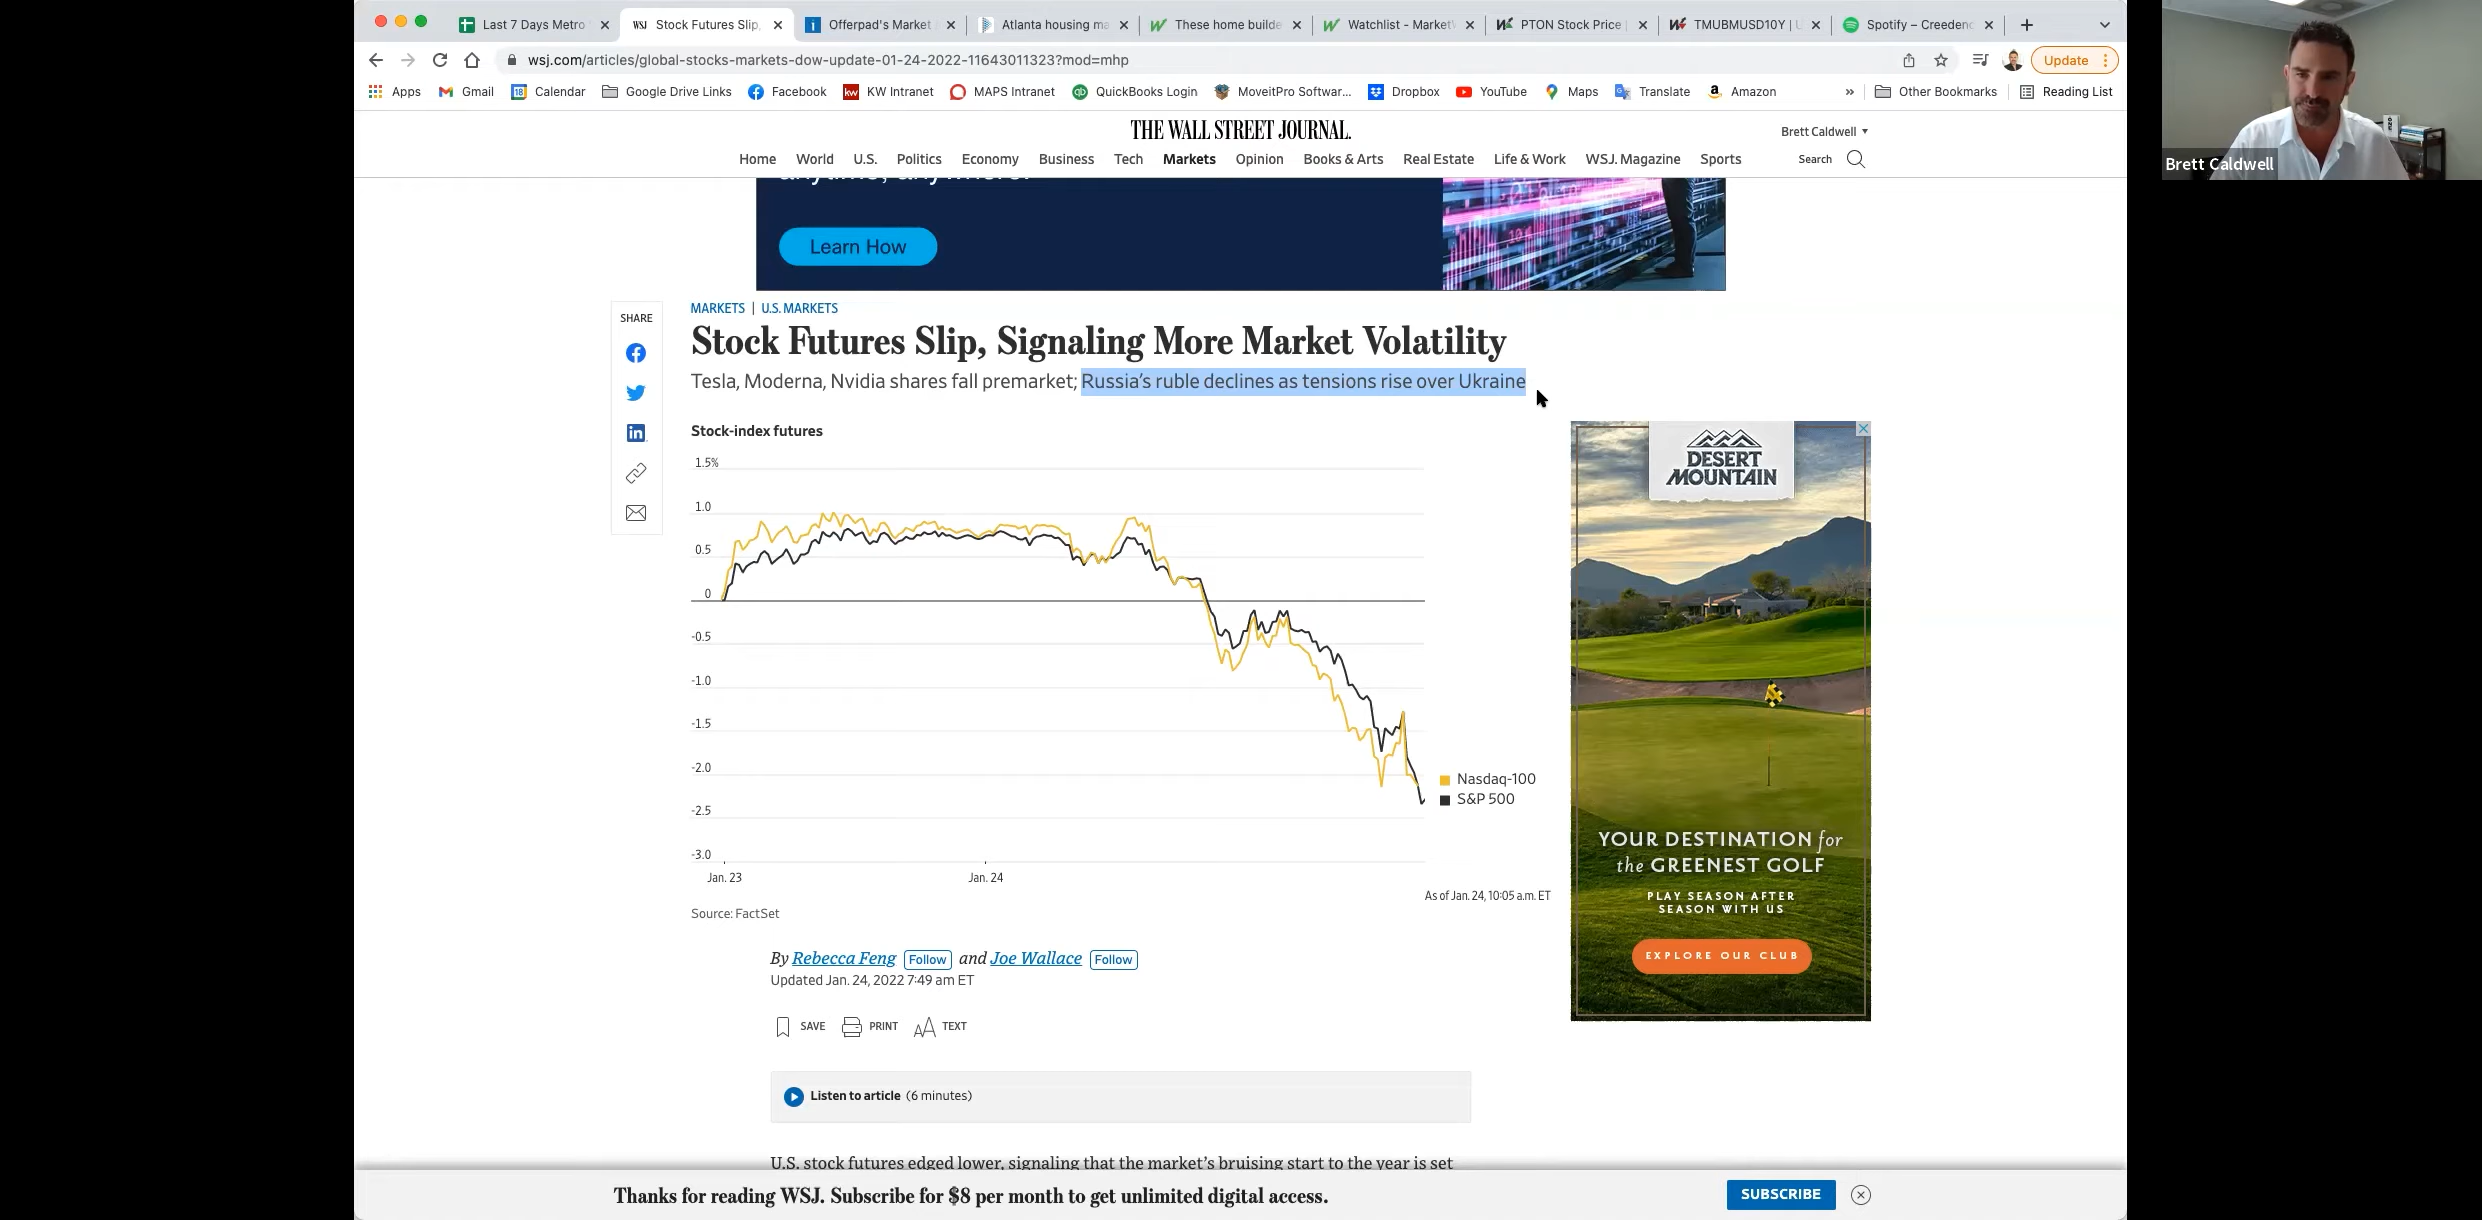 Last 7 Days Metro
WSJ Stock Futures Slip,
Offerpad's Market
Atlanta housing ma
These home builde
Watchlist - Market
PTON Stock Price
TMUBMUSD10Y | U
Spotify – Creedenc
wsj.com/articles/global-stocks-markets-dow-update-01-24-2022-11643011323?mod=mhp
Update
Apps
Gmail
18 Calendar
Google Drive Links
Facebook
kw KW Intranet
MAPS Intranet
qb QuickBooks Login
MoveitPro Softwar...
Dropbox
YouTube
Maps
Translate
a Amazon
»
Other Bookmarks
Reading List
Brett Caldwell
THE WALL STREET JOURNAL.
Brett Caldwell
Home World U.S. Politics Economy Business Tech Markets Opinion Books & Arts Real Estate Life & Work WSJ. Magazine Sports
Search
anytime, anywhere.
Learn How
SHARE
MARKETS | U.S. MARKETS
Stock Futures Slip, Signaling More Market Volatility
Tesla, Moderna, Nvidia shares fall premarket; Russia's ruble declines as tensions rise over Ukraine
Stock-index futures
1.5%
1.0
0.5
0
-0.5
-1.0
-1.5
-2.0
-2.5
-3.0
Jan. 23
Jan. 24
Nasdaq-100
S&P 500
As of Jan. 24, 10:05 a.m. ET
Source: FactSet
DESERT
MOUNTAIN
YOUR DESTINATION for
the GREENEST GOLF
PLAY SEASON AFTER
SEASON WITH US
EXPLORE OUR CLUB
By Rebecca Feng Follow and Joe Wallace Follow
Updated Jan. 24, 2022 7:49 am ET
SAVE
PRINT
AA TEXT
Listen to article (6 minutes)
U.S. stock futures edged lower, signaling that the market's bruising start to the year is set
Thanks for reading WSJ. Subscribe for $8 per month to get unlimited digital access.
SUBSCRIBE